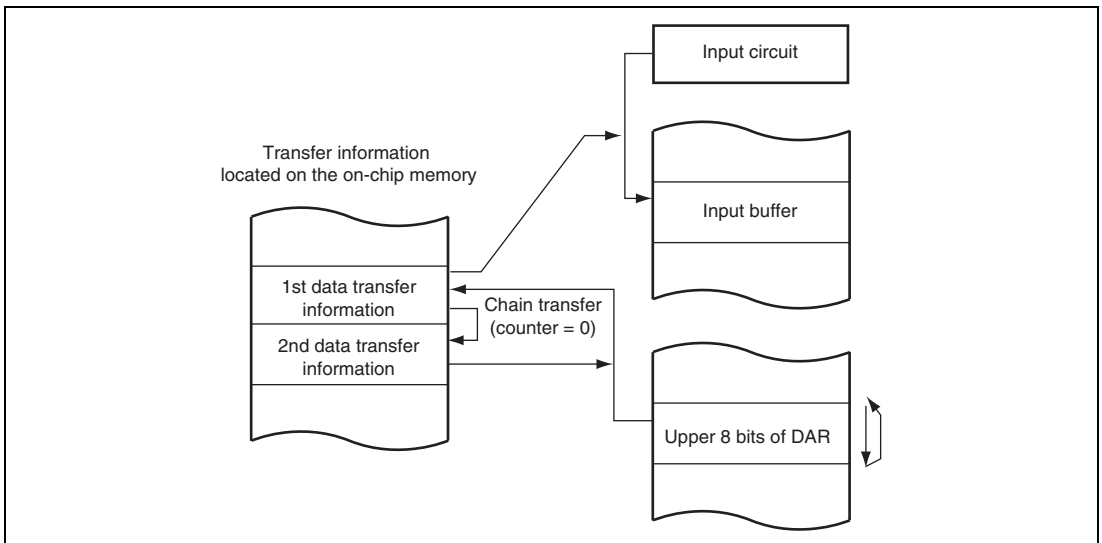 Input circuit
Transfer information
located on the on-chip memory
Input buffer
1st data transfer
information
Chain transfer
(counter = 0)
2nd data transfer
information
Upper 8 bits of DAR